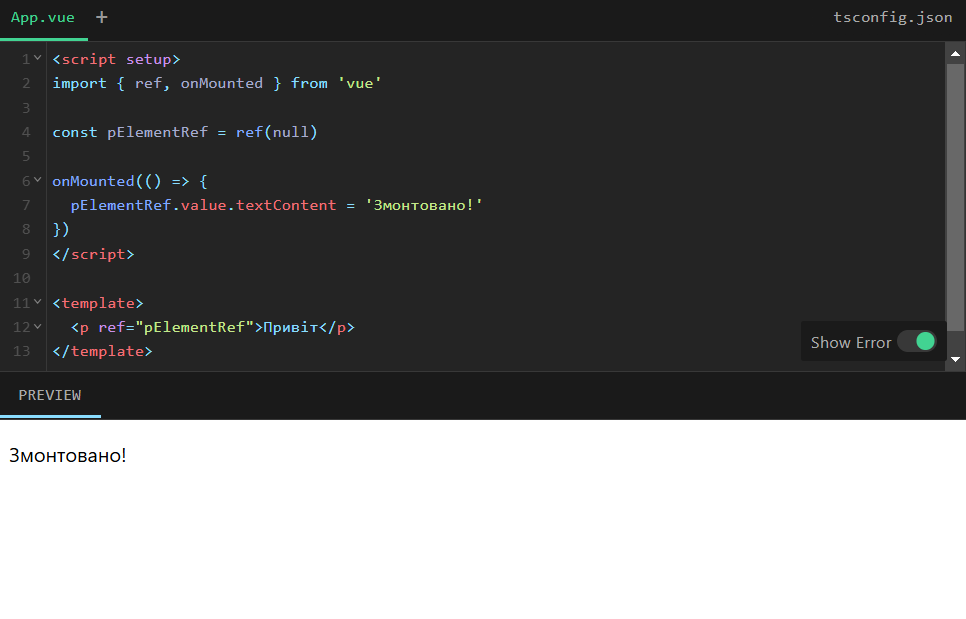 App.vue + tsconfig.json
1 <script setup>
2 import { ref, onMounted } from 'vue'
3
4 const pElementRef = ref(null)
5
6 onMounted(() => {
7   pElementRef.value.textContent = 'Змонтовано!'
8 })
9 </script>
10
11 <template>
12   <p ref="pElementRef">Привіт</p>
13 </template>
Show Error
PREVIEW
Змонтовано!